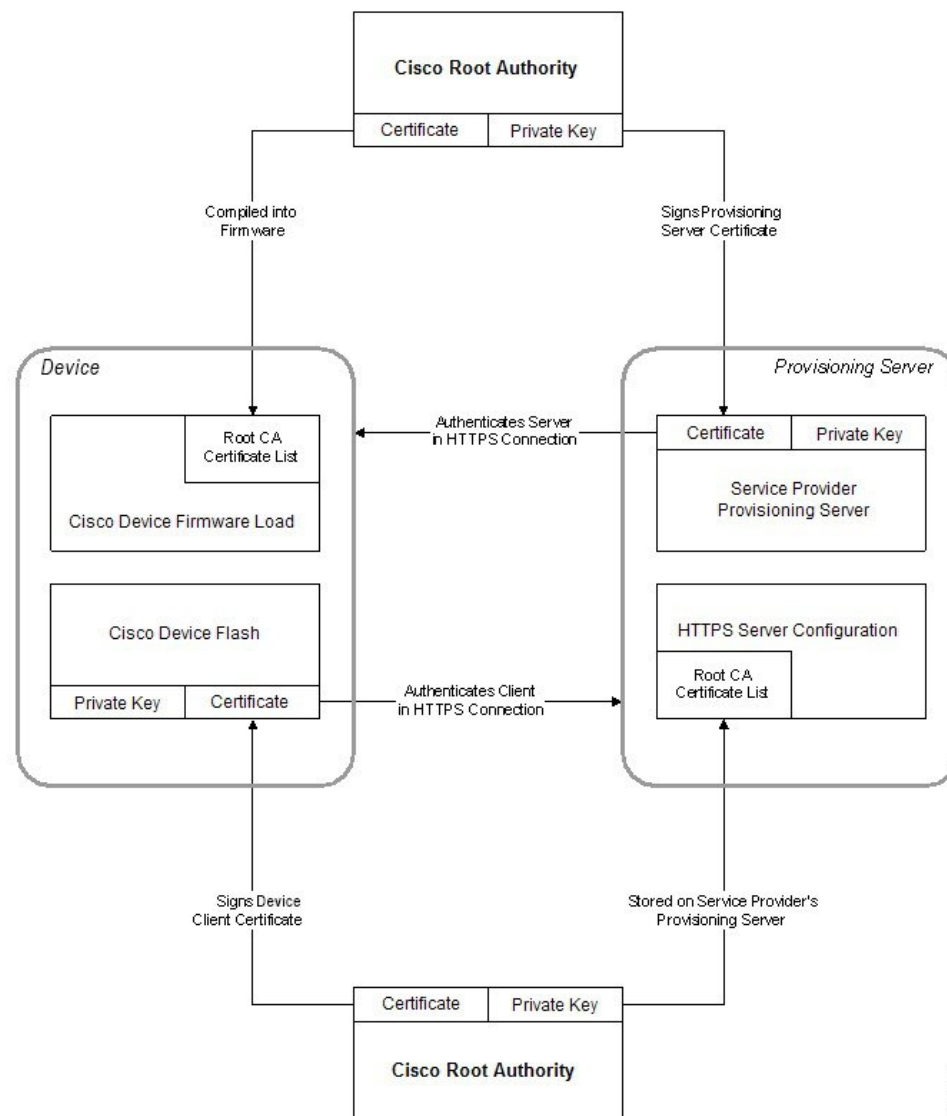 Cisco Root Authority
Certificate
Private Key
Compiled into
Firmware
Signs Provisioning
Server Certificate
Device
Provisioning Server
Root CA
Certificate List
Cisco Device Firmware Load
Authenticates Server
in HTTPS Connection
Certificate
Private Key
Service Provider
Provisioning Server
Cisco Device Flash
Private Key
Certificate
Authenticates Client
in HTTPS Connection
HTTPS Server Configuration
Root CA
Certificate List
Signs Device
Client Certificate
Stored on Service Provider's
Provisioning Server
Certificate
Private Key
Cisco Root Authority